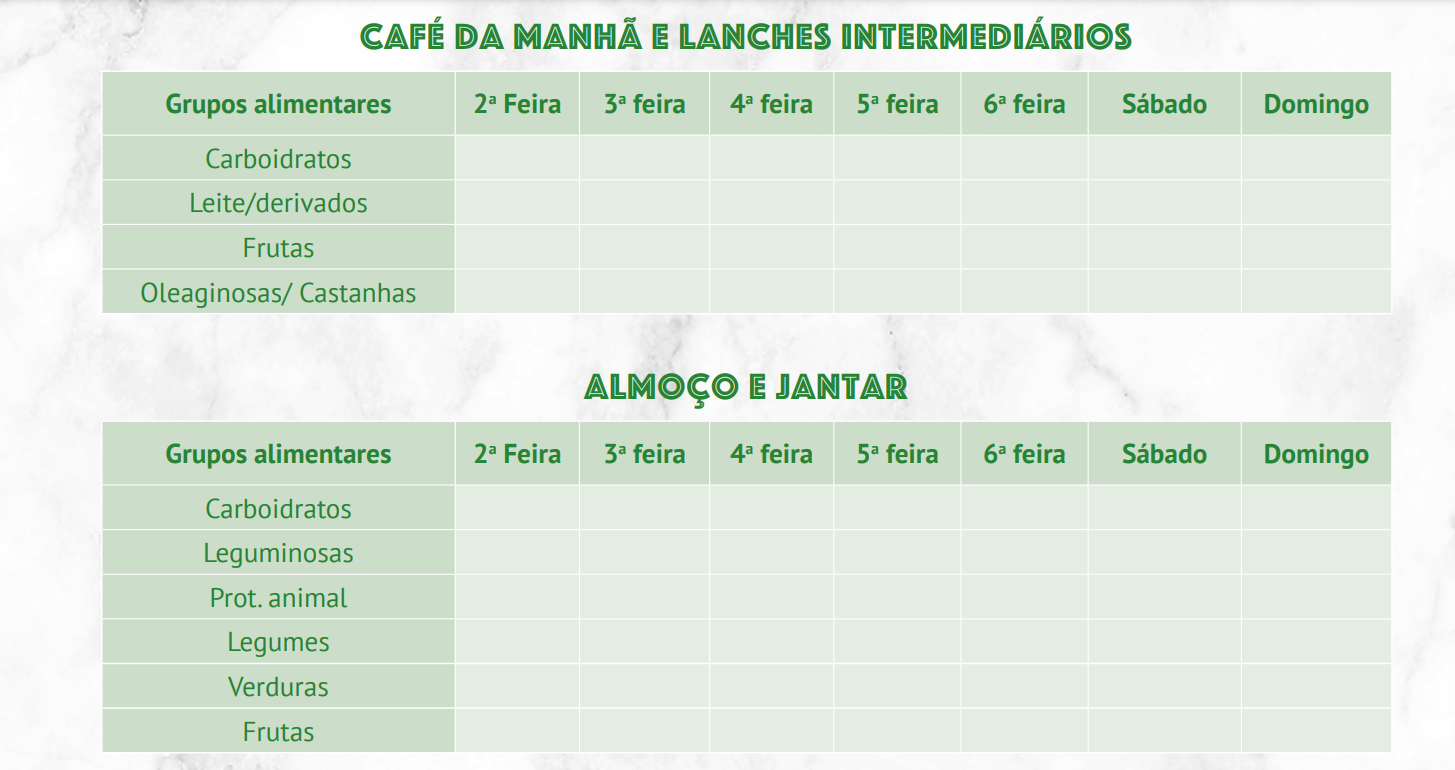 CAFÉ DA MANHÃ E LANCHES INTERMEDIÁRIOS
Grupos alimentares 2ª Feira 3ª feira 4ª feira 5ª feira 6ª feira Sábado Domingo
Carboidratos
Leite/derivados
Frutas
Oleaginosas/ Castanhas
ALMOÇO E JANTAR
Grupos alimentares 2ª Feira 3ª feira 4ª feira 5ª feira 6ª feira Sábado Domingo
Carboidratos
Leguminosas
Prot. animal
Legumes
Verduras
Frutas